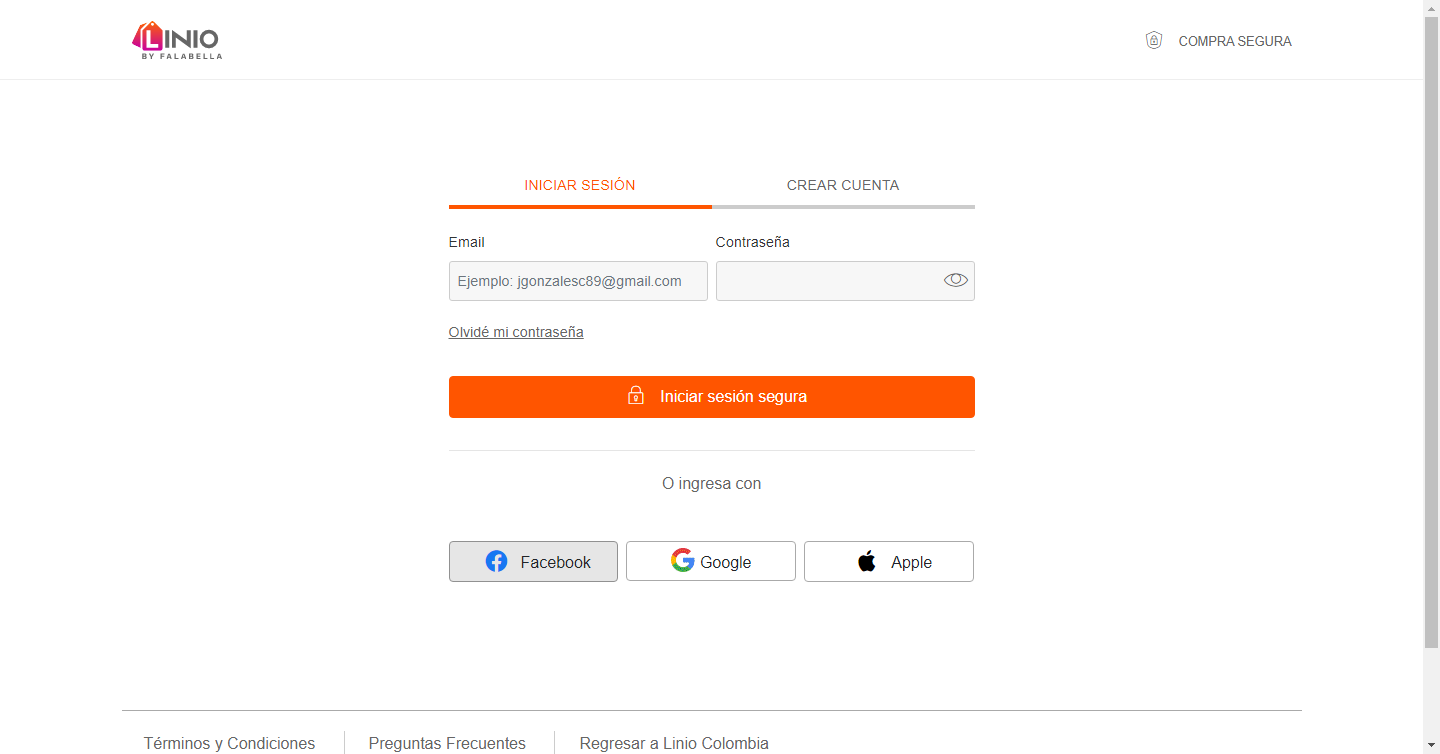 LINIO
BY FALABELLA
COMPRA SEGURA
INICIAR SESIÓN
CREAR CUENTA
Email
Contraseña
Ejemplo: jgonzalesc89@gmail.com
Olvidé mi contraseña
Iniciar sesión segura
O ingresa con
Facebook
Google
Apple
Términos y Condiciones
Preguntas Frecuentes
Regresar a Linio Colombia